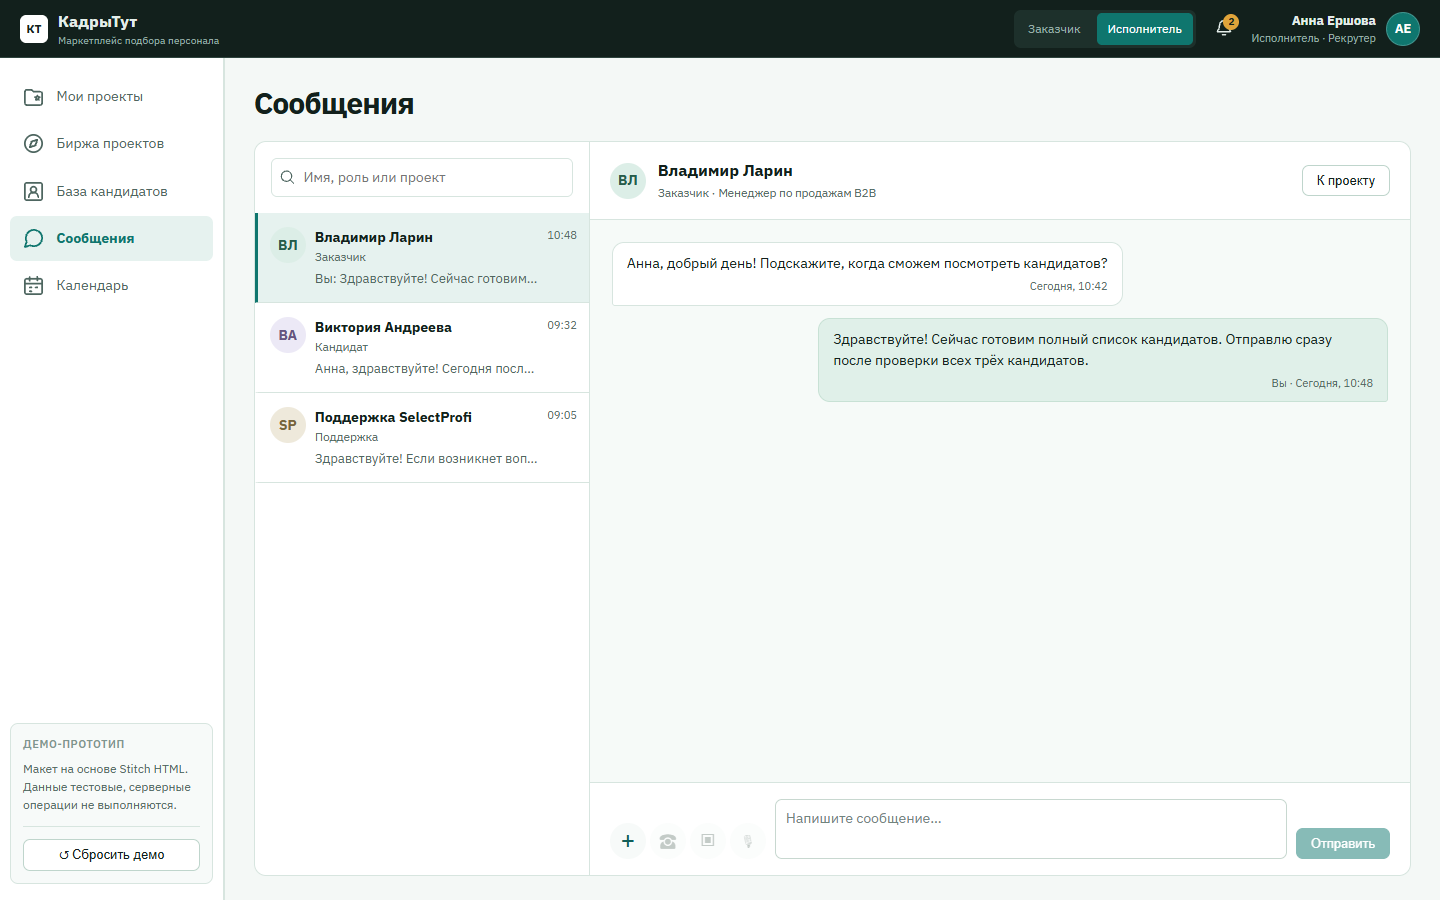 КТ
КадрыТут
Маркетплейс подбора персонала
Заказчик
Исполнитель
2
Анна Ершова
Исполнитель · Рекрутер
АЕ
Мои проекты
Биржа проектов
База кандидатов
Сообщения
Календарь
ДЕМО-ПРОТОТИП
Макет на основе Stitch HTML.
Данные тестовые, серверные
операции не выполняются.
↺ Сбросить демо
Сообщения
Имя, роль или проект
ВЛ
Владимир Ларин
10:48
Заказчик
Вы: Здравствуйте! Сейчас готовим...
ВА
Виктория Андреева
09:32
Кандидат
Анна, здравствуйте! Сегодня посл...
SP
Поддержка SelectProfi
09:05
Поддержка
Здравствуйте! Если возникнет воп...
ВЛ
Владимир Ларин
Заказчик · Менеджер по продажам B2B
К проекту
Анна, добрый день! Подскажите, когда сможем посмотреть кандидатов?
Сегодня, 10:42
Здравствуйте! Сейчас готовим полный список кандидатов. Отправлю сразу
после проверки всех трёх кандидатов.
Вы · Сегодня, 10:48
+
Напишите сообщение...
Отправить